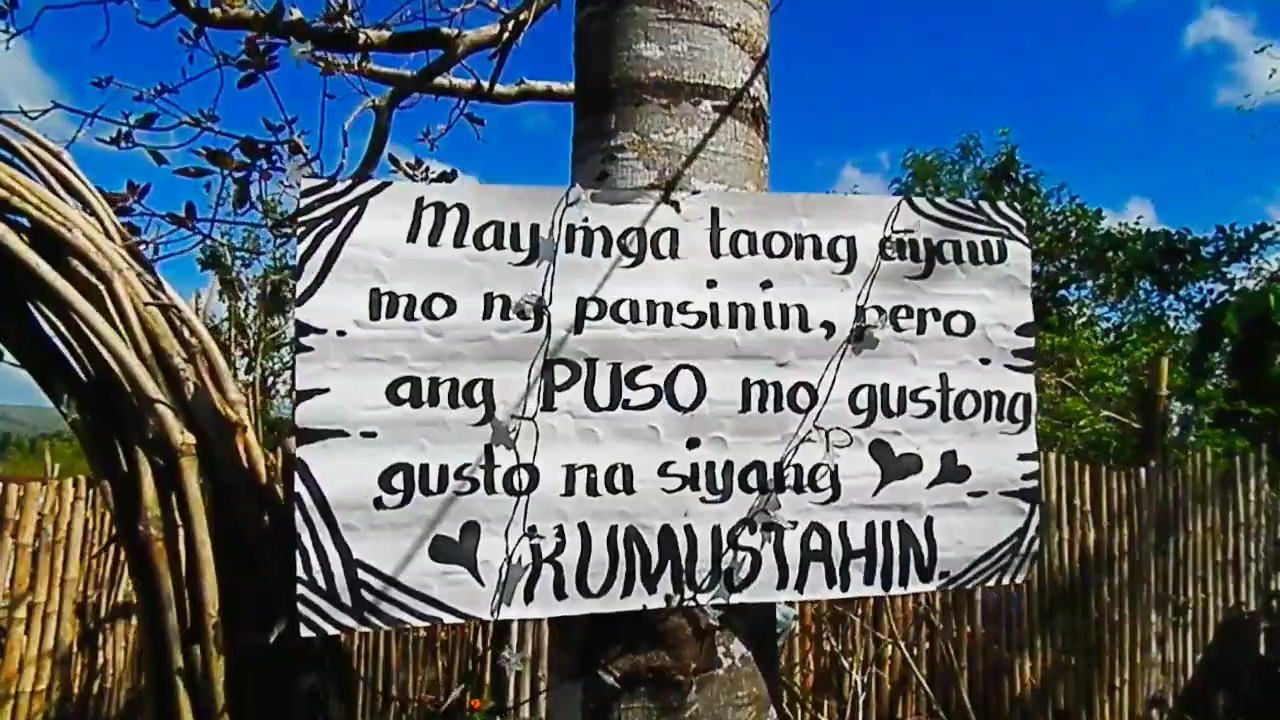 May mga taong ayaw
mo ng pansinin, pero
ang PUSO mo gustong
gusto na siyang
KUMUSTAHIN.